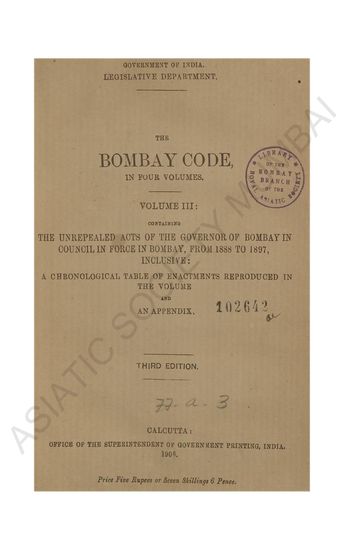 GOVERNMENT OF INDIA.
LEGISLATIVE DEPARTMENT.
THE
BOMBAY CODE,
IN FOUR VOLUMES.
VOLUME III:
CONTAINING
THE UNREPEALED ACTS OF THE GOVERNOR OF BOMBAY IN
COUNCIL IN FORCE IN BOMBAY, FROM 1888 TO 1897,
INCLUSIVE:
A CHRONOLOGICAL TABLE OF ENACTMENTS REPRODUCED IN
THE VOLUME
AND
AN APPENDIX.
102642
LIBRARY
OF THE
BOMBAY
BRANCH
OF THE
ROYAL ASIATIC SOCIETY
THIRD EDITION.
77-a-3
CALCUTTA:
OFFICE OF THE SUPERINTENDENT OF GOVERNMENT PRINTING, INDIA.
Price Five Rupees or Seven Shillings 6 Pence.
ASIATIC SOCIETY MUMBAI